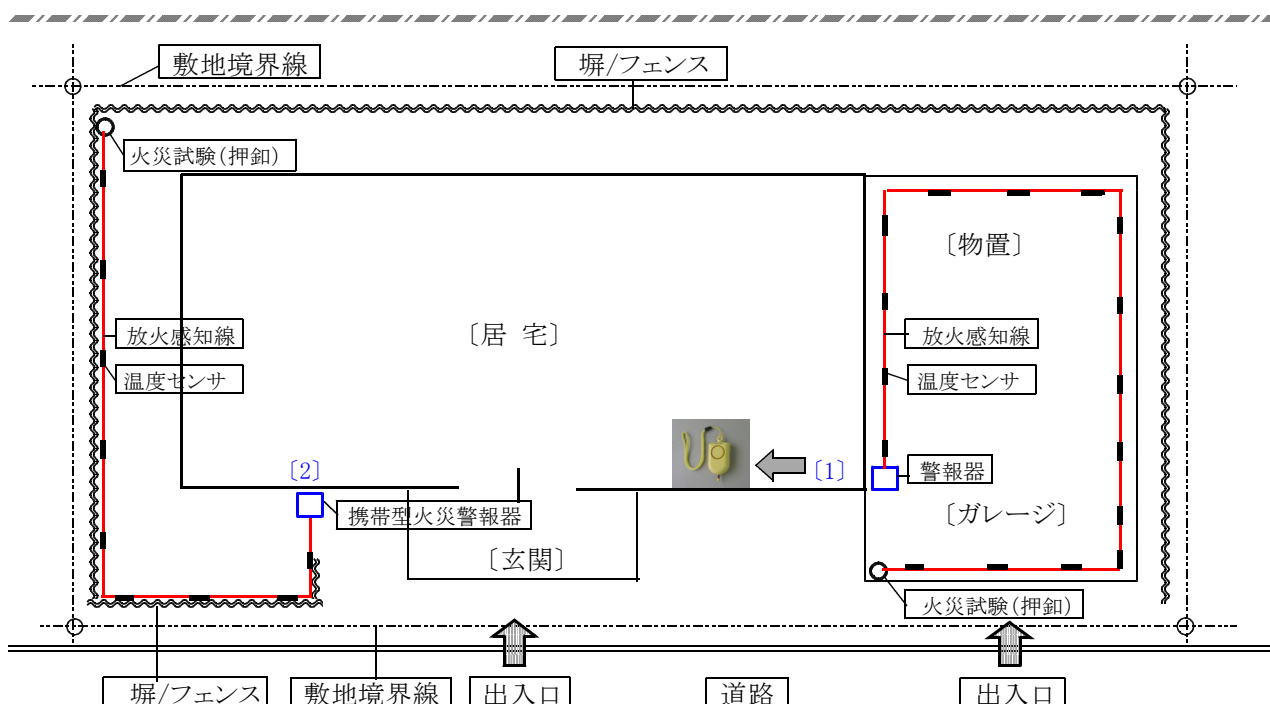 敷地境界線
塀/フェンス
火災試験(押釦)
〔物置〕
放火感知線
〔居 宅〕
放火感知線
温度センサ
温度センサ
〔2〕
〔1〕
警報器
携帯型火災警報器
〔ガレージ〕
〔玄関〕
火災試験(押釦)
塀/フェンス
敷地境界線
出入口
道路
出入口